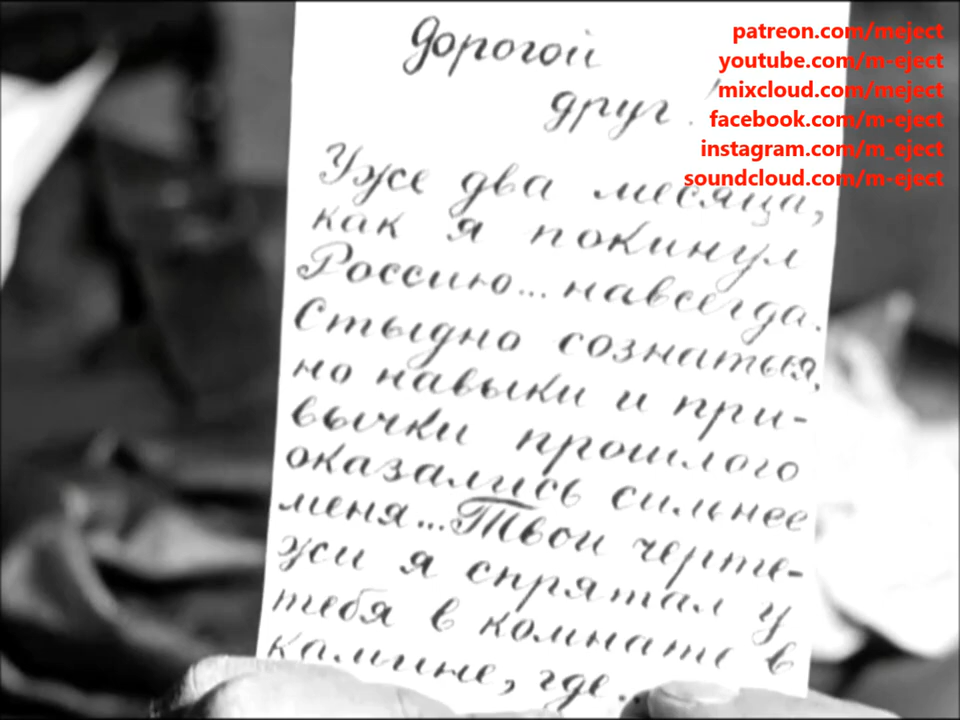 patreon.com/meject
youtube.com/m-eject
mixcloud.com/meject
facebook.com/m-eject
instagram.com/m_eject
soundcloud.com/m-eject
Дорогой
друг!
Уже два месяца,
как я покинул
Россию... навсегда.
Стыдно сознаться,
но навыки и при-
вычки прошлого
оказались сильнее
меня... Твои черте-
жи я спрятал у
тебя в комнате в
камине, где..